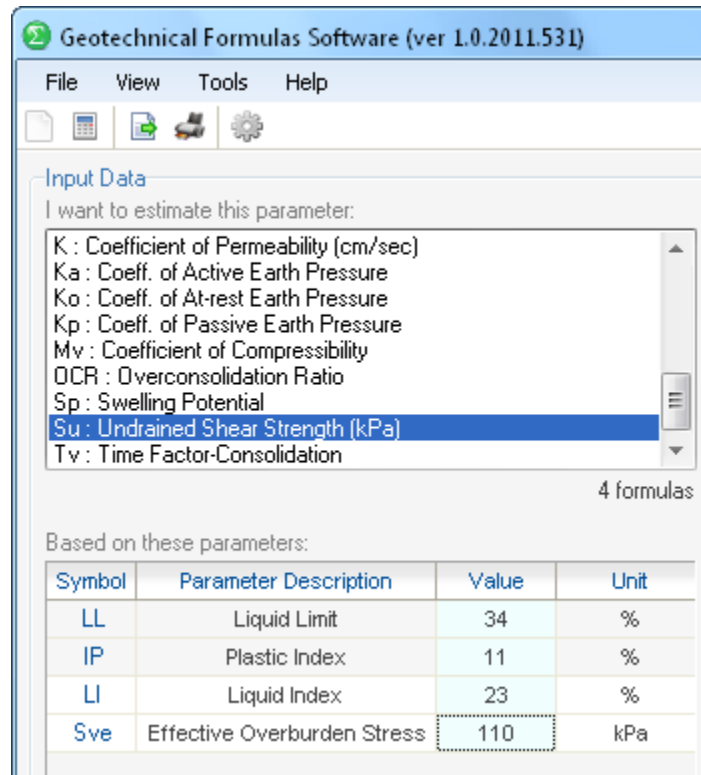 Geotechnical Formulas Software (ver 1.0.2011.531)
File View Tools Help
Input Data
I want to estimate this parameter:
K : Coefficient of Permeability (cm/sec)
Ka : Coeff. of Active Earth Pressure
Ko : Coeff. of At-rest Earth Pressure
Kp : Coeff. of Passive Earth Pressure
Mv : Coefficient of Compressibility
OCR : Overconsolidation Ratio
Sp : Swelling Potential
Su : Undrained Shear Strength (kPa)
Tv : Time Factor-Consolidation
4 formulas
Based on these parameters:
Symbol Parameter Description Value Unit
LL Liquid Limit 34 %
IP Plastic Index 11 %
LI Liquid Index 23 %
Sve Effective Overburden Stress 110 kPa